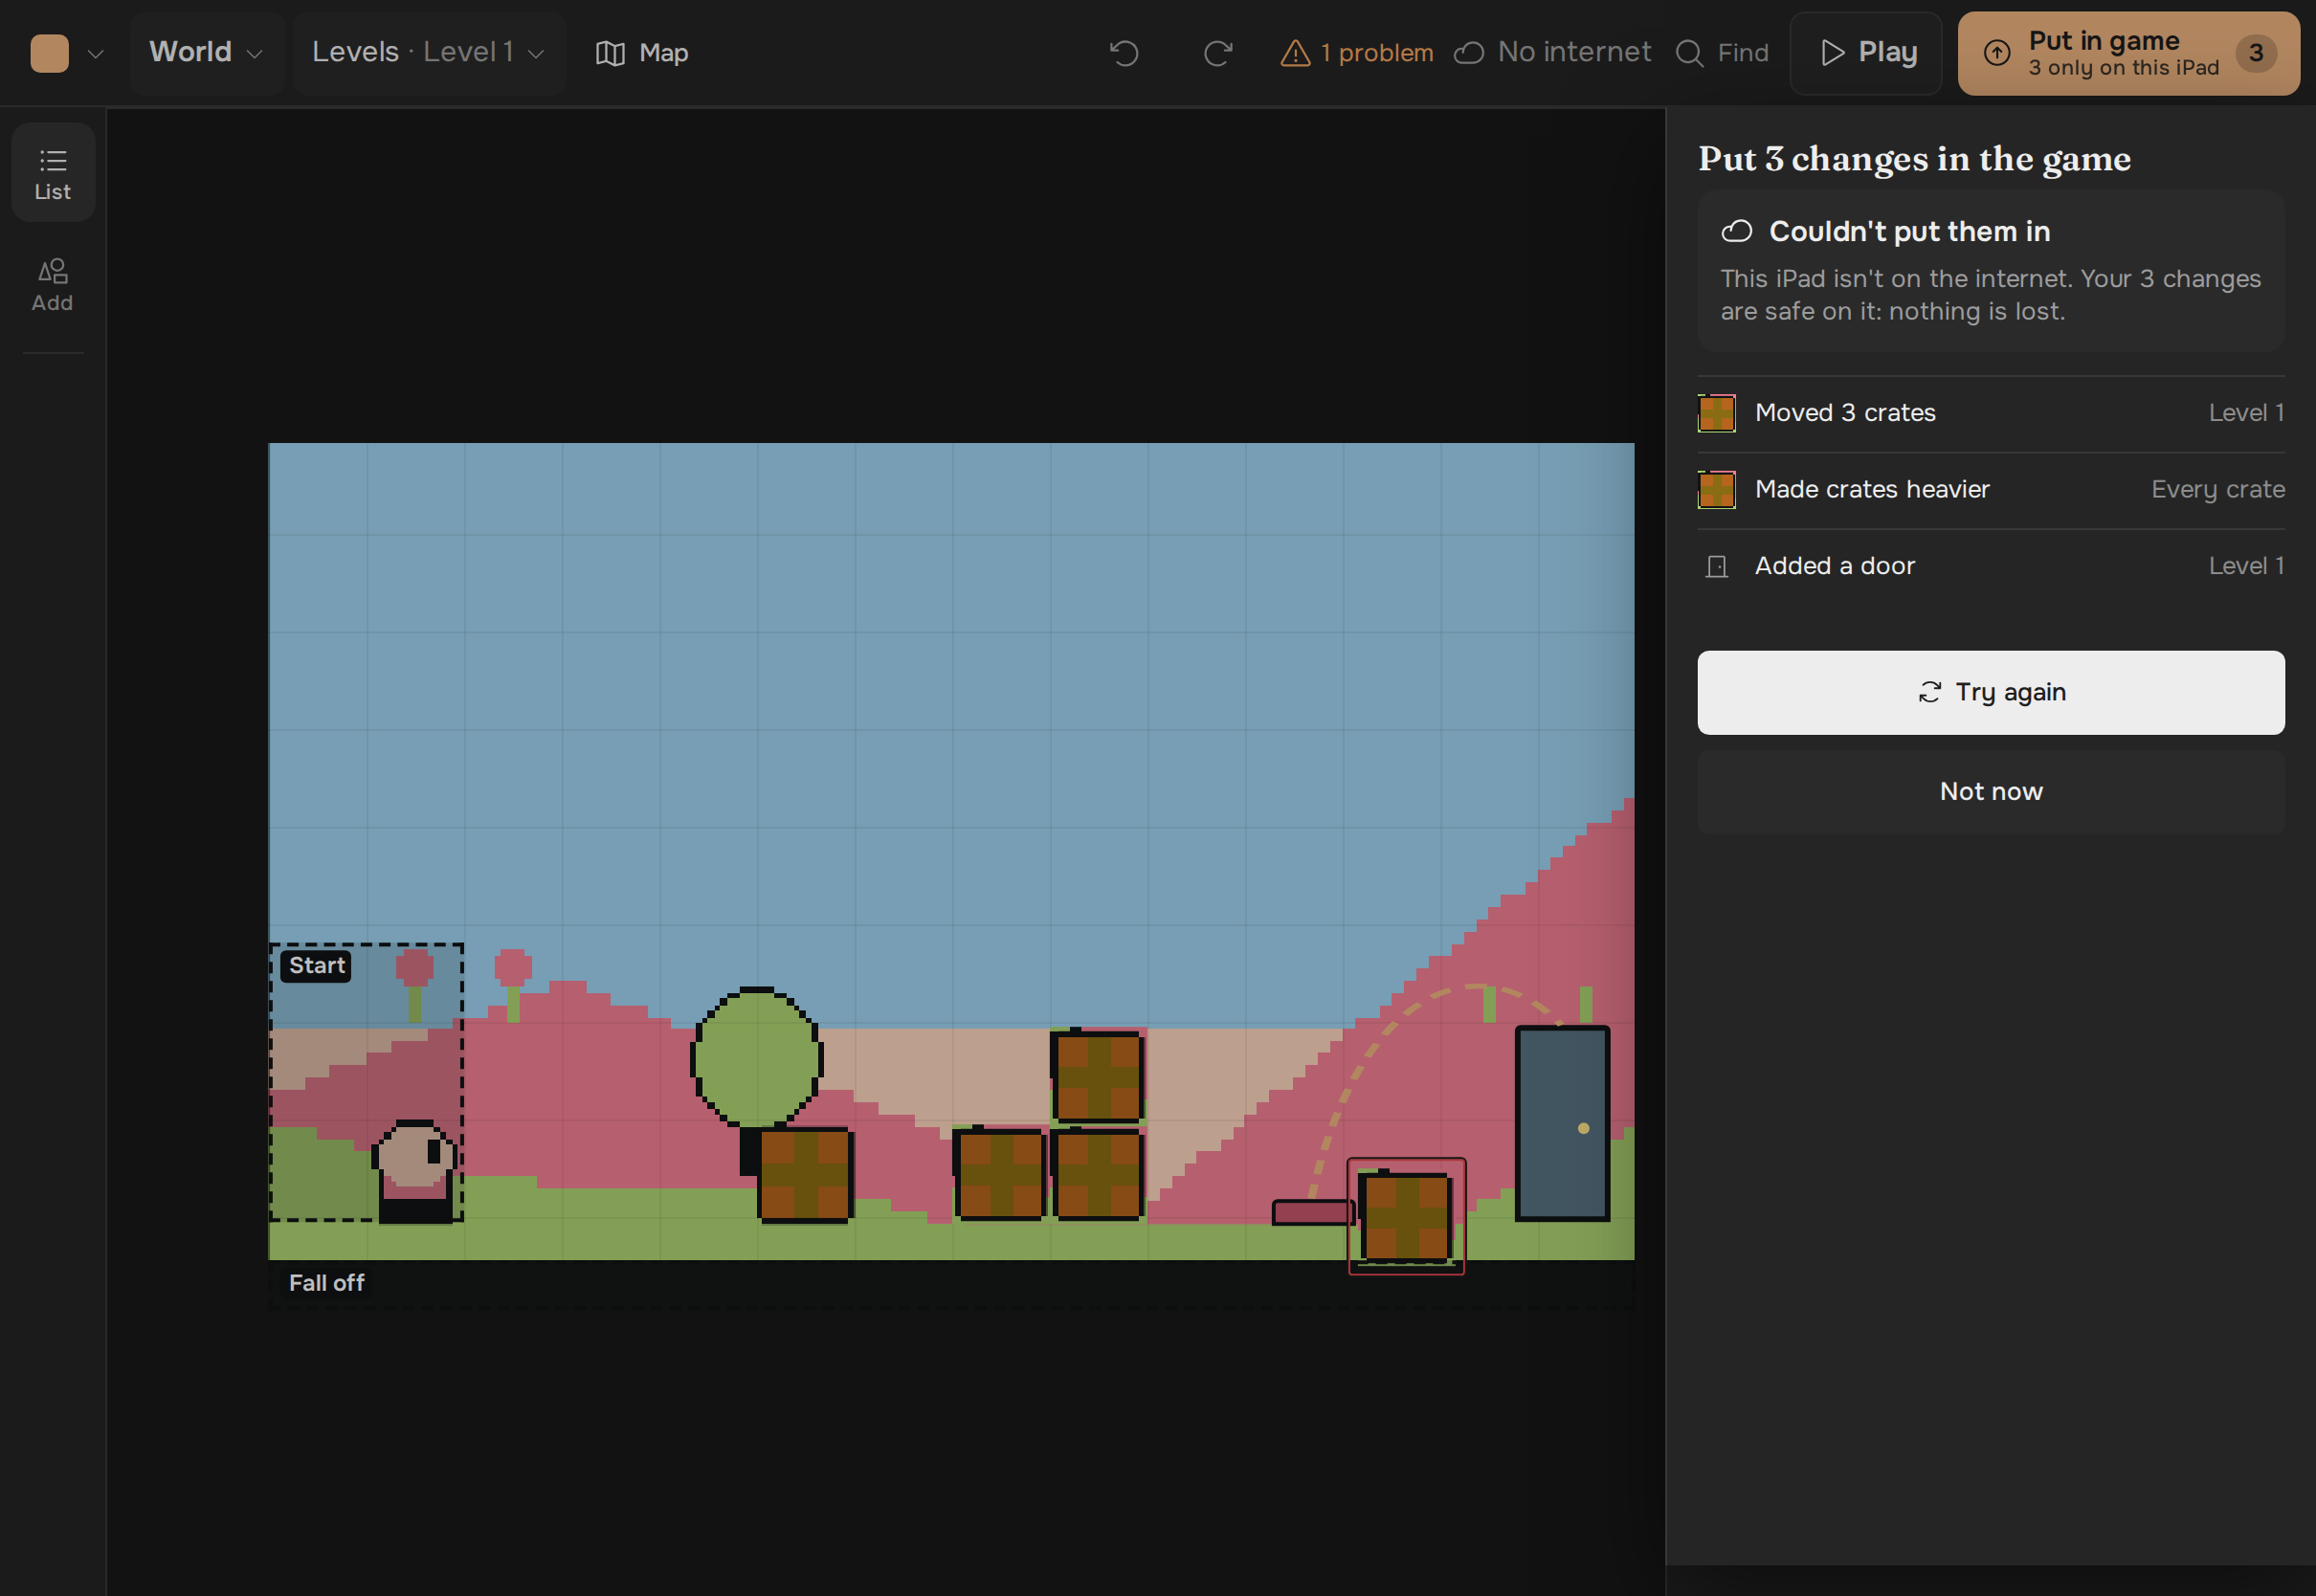 World
Levels · Level 1
Map
1 problem
No internet
Find
Play
Put in game
3 only on this iPad
3
List
Add
Start
Fall off
Put 3 changes in the game
Couldn't put them in
This iPad isn't on the internet. Your 3 changes
are safe on it: nothing is lost.
Moved 3 crates
Level 1
Made crates heavier
Every crate
Added a door
Level 1
Try again
Not now